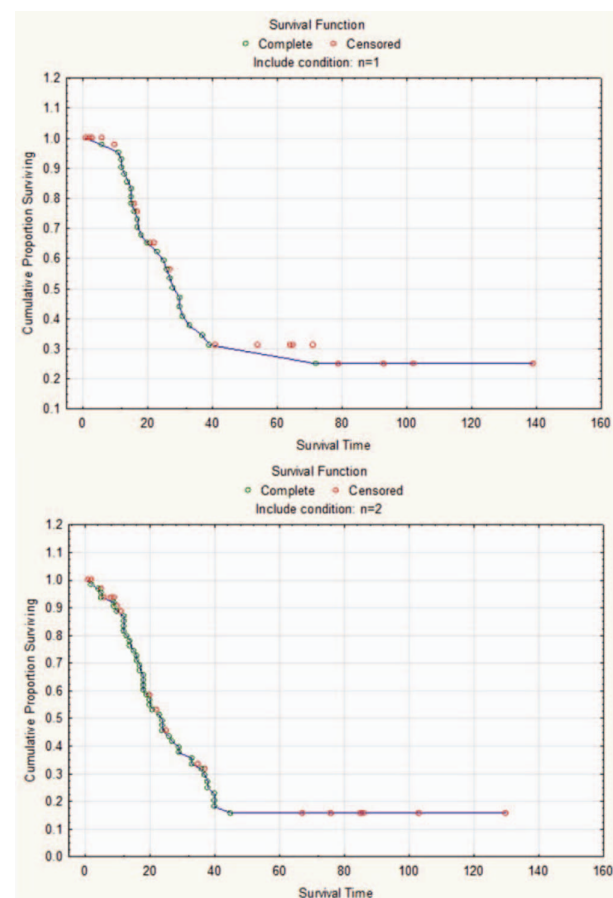 Survival Function
Complete Censored
Include condition: n=1
Cumulative Proportion Surviving
1.2
1.1
1.0
0.9
0.8
0.7
0.6
0.5
0.4
0.3
0.2
0.1
0 20 40 60 80 100 120 140 160
Survival Time
Survival Function
Complete Censored
Include condition: n=2
Cumulative Proportion Surviving
1.2
1.1
1.0
0.9
0.8
0.7
0.6
0.5
0.4
0.3
0.2
0.1
0.0
0 20 40 60 80 100 120 140 160
Survival Time